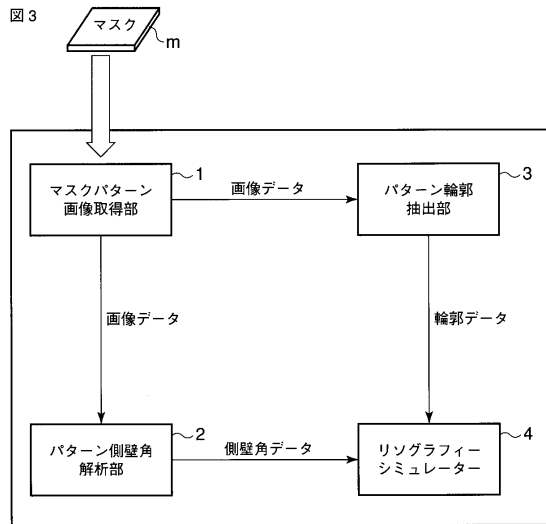 図3
マスク
m
1
マスクパターン
画像取得部
画像データ
3
パターン輪郭
抽出部
画像データ
輪郭データ
2
パターン側壁角
解析部
側壁角データ
4
リソグラフィー
シミュレーター